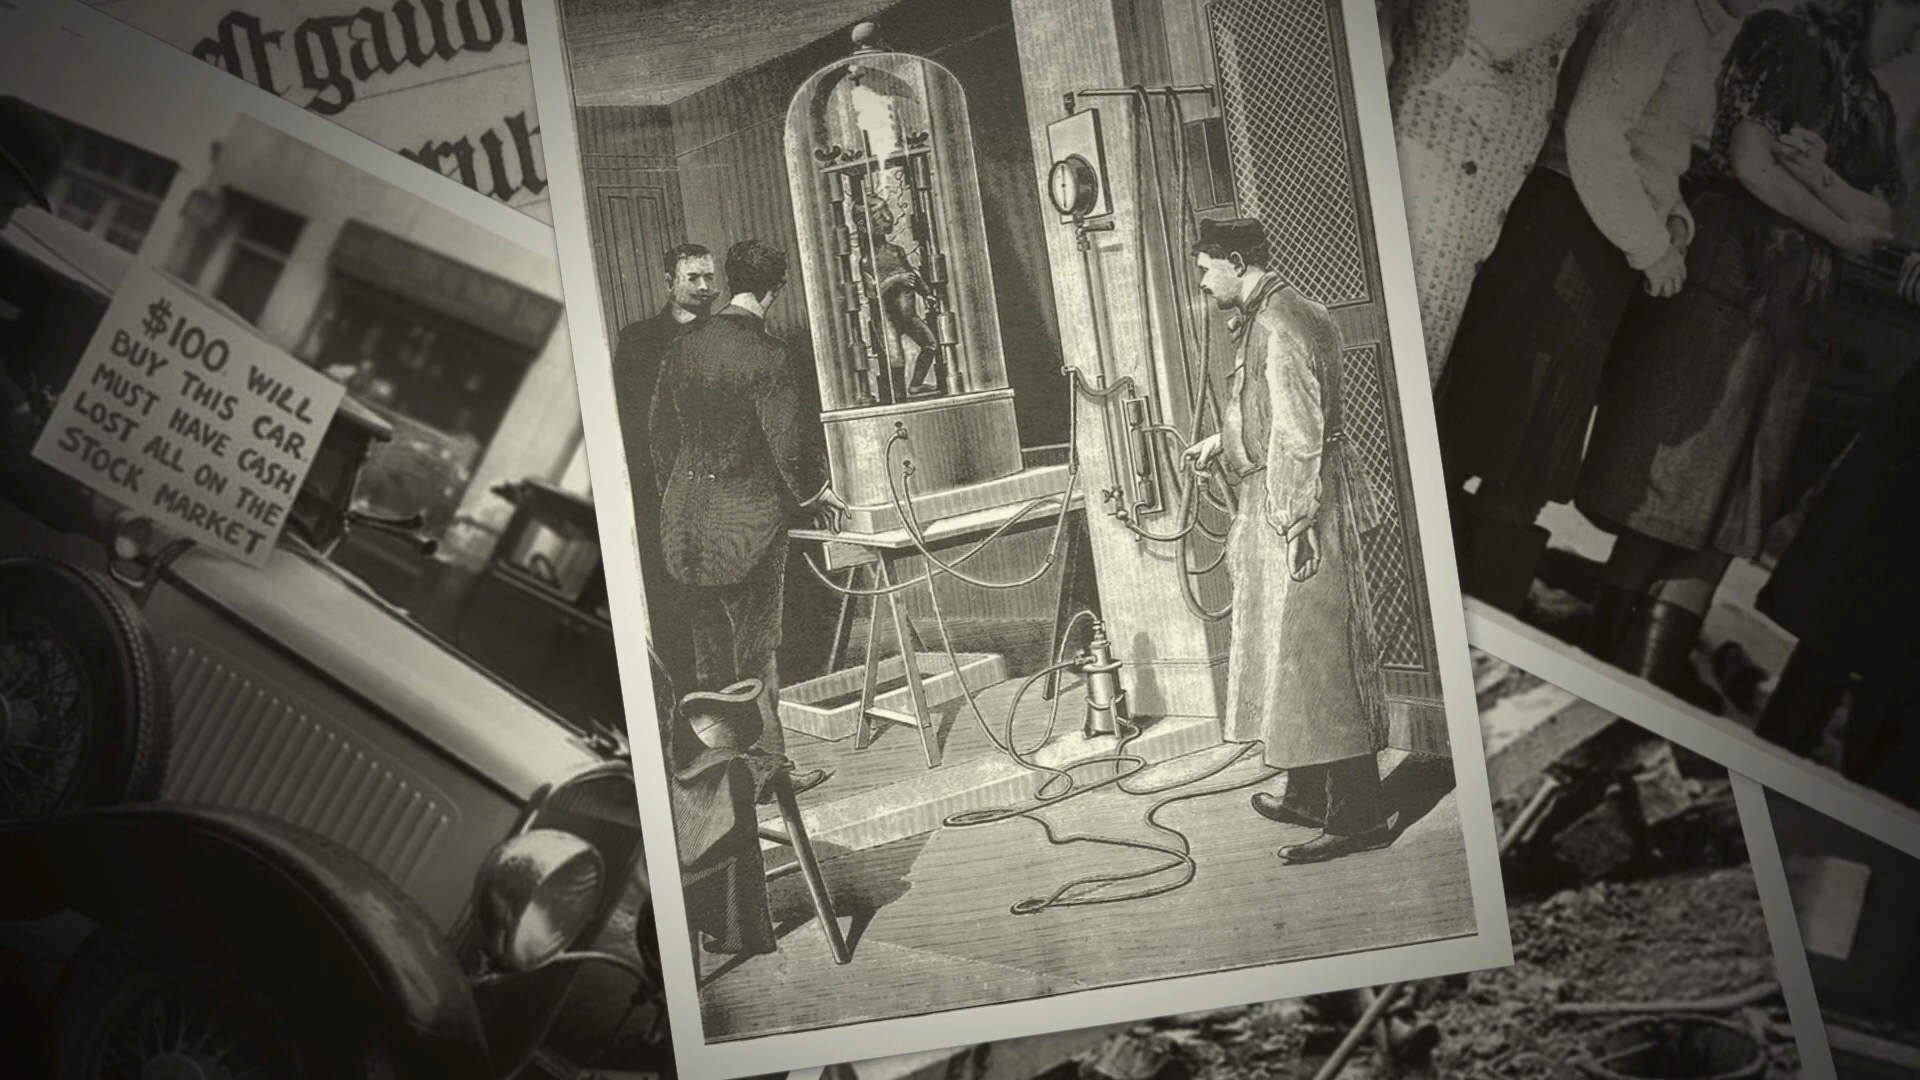 $100 WILL
BUY THIS CAR
MUST HAVE CASH
LOST ALL ON THE
STOCK MARKET